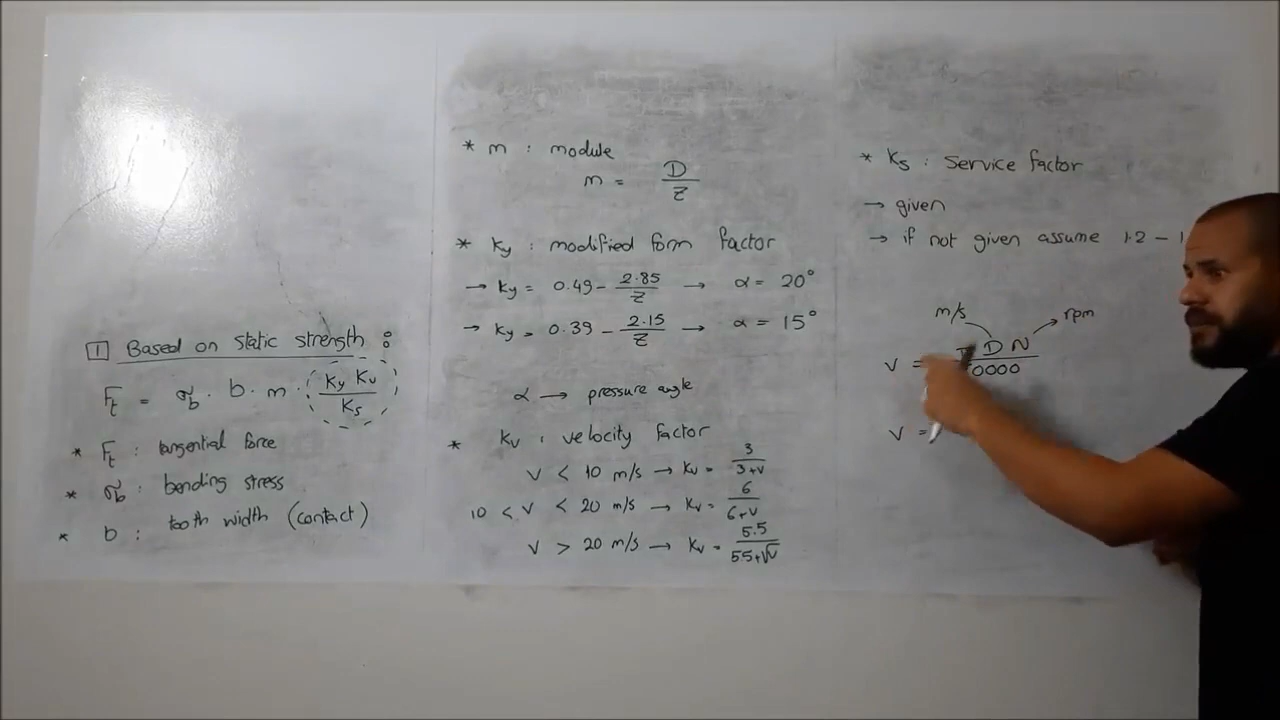 1 Based on static strength :
Ft = σb · b · m · Ky Kv / Ks
* Ft : tangential force
* σb : bending stress
* b : tooth width (contact)
* m : module
m = D / Z
* Ky : modified form factor
→ Ky = 0.49 - 2.85 / Z → α = 20°
→ Ky = 0.39 - 2.15 / Z → α = 15°
α → pressure angle
* Kv : velocity factor
V < 10 m/s → Kv = 3 / 3+V
10 < V < 20 m/s → Kv = 6 / 6+V
V > 20 m/s → Kv = 5.5 / 5.5+√V
* Ks : Service factor
→ given
→ if not given assume 1.2 -
m/s rpm
V = D N / 0000
V =